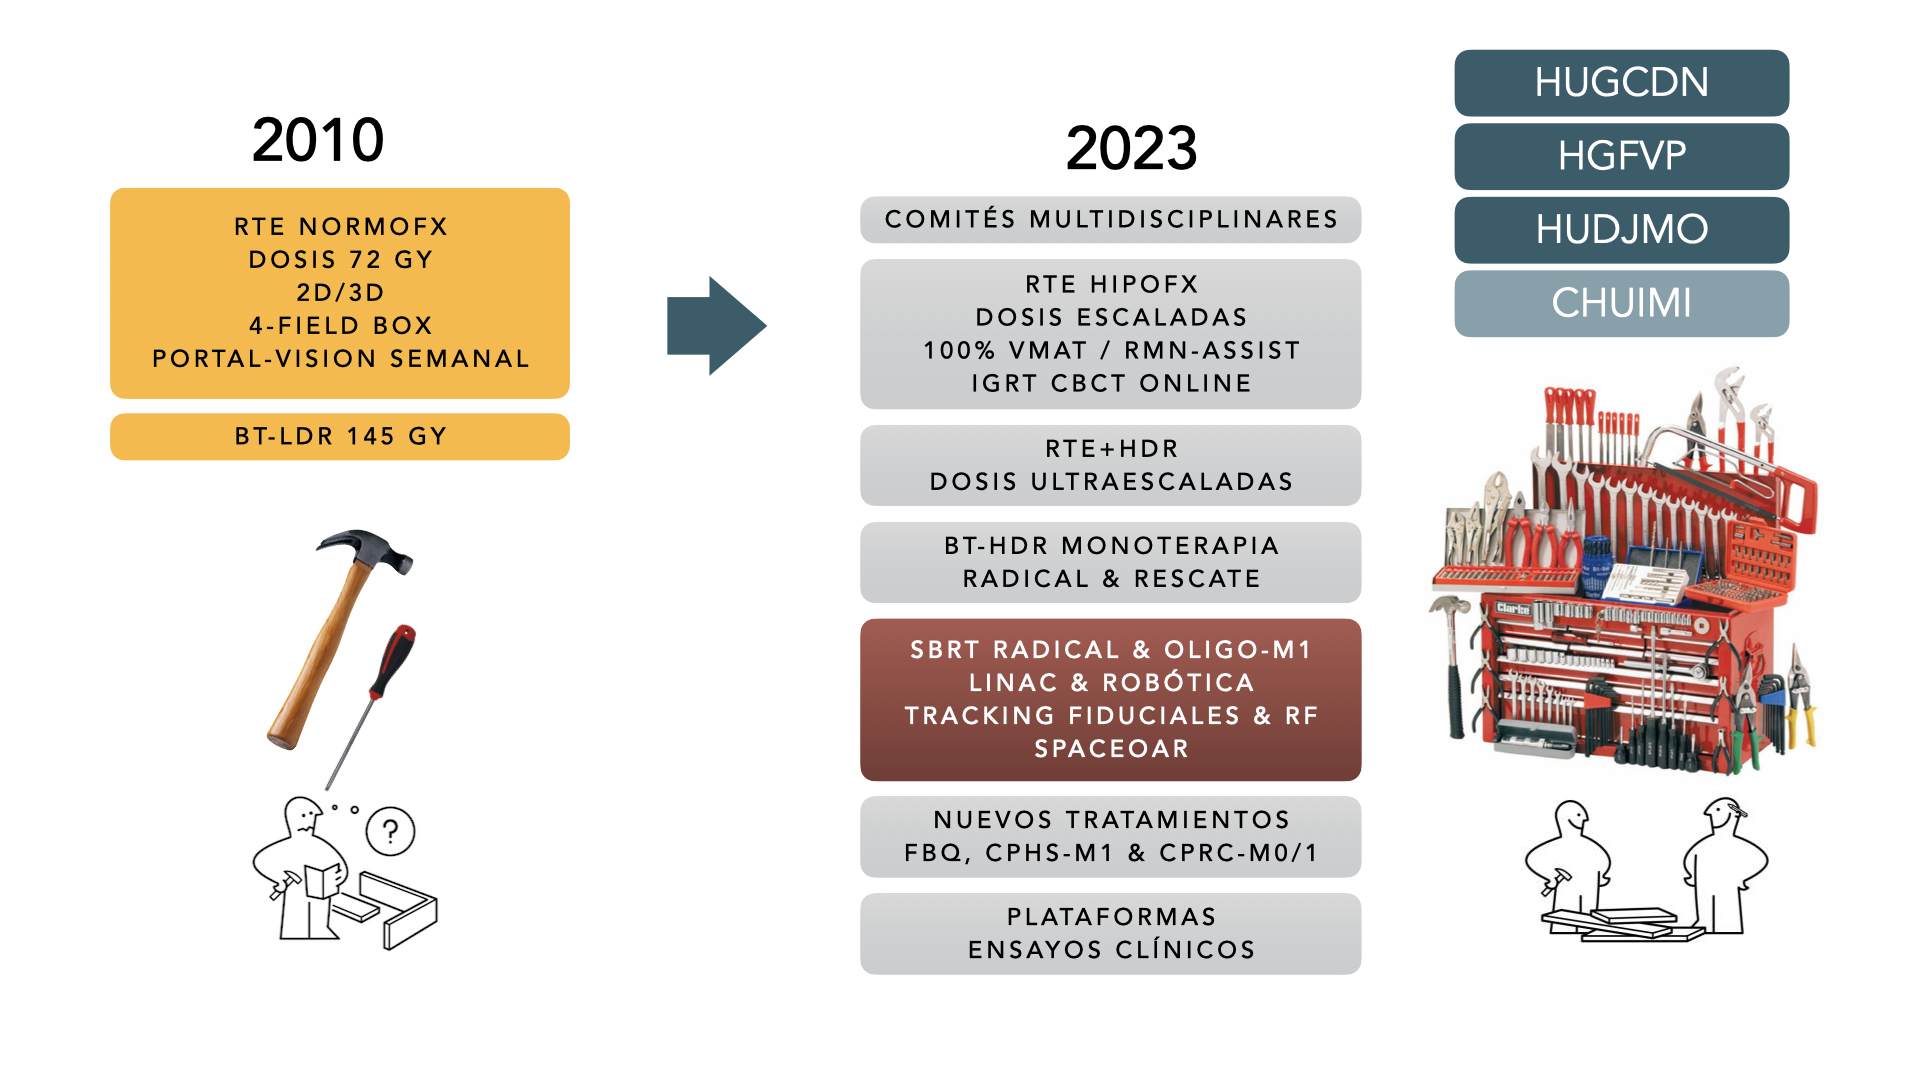 2010
RTE NORMOFX
DOSIS 72 GY
2D/3D
4-FIELD BOX
PORTAL-VISION SEMANAL
BT-LDR 145 GY
?
2023
COMITÉS MULTIDISCIPLINARES
RTE HIPOFX
DOSIS ESCALADAS
100% VMAT / RMN-ASSIST
IGRT CBCT ONLINE
RTE+HDR
DOSIS ULTRAESCALADAS
BT-HDR MONOTERAPIA
RADICAL & RESCATE
SBRT RADICAL & OLIGO-M1
LINAC & ROBÓTICA
TRACKING FIDUCIALES & RF
SPACEOAR
NUEVOS TRATAMIENTOS
FBQ, CPHS-M1 & CPRC-M0/1
PLATAFORMAS
ENSAYOS CLÍNICOS
HUGCDN
HGFVP
HUDJMO
CHUIMI
Clarke